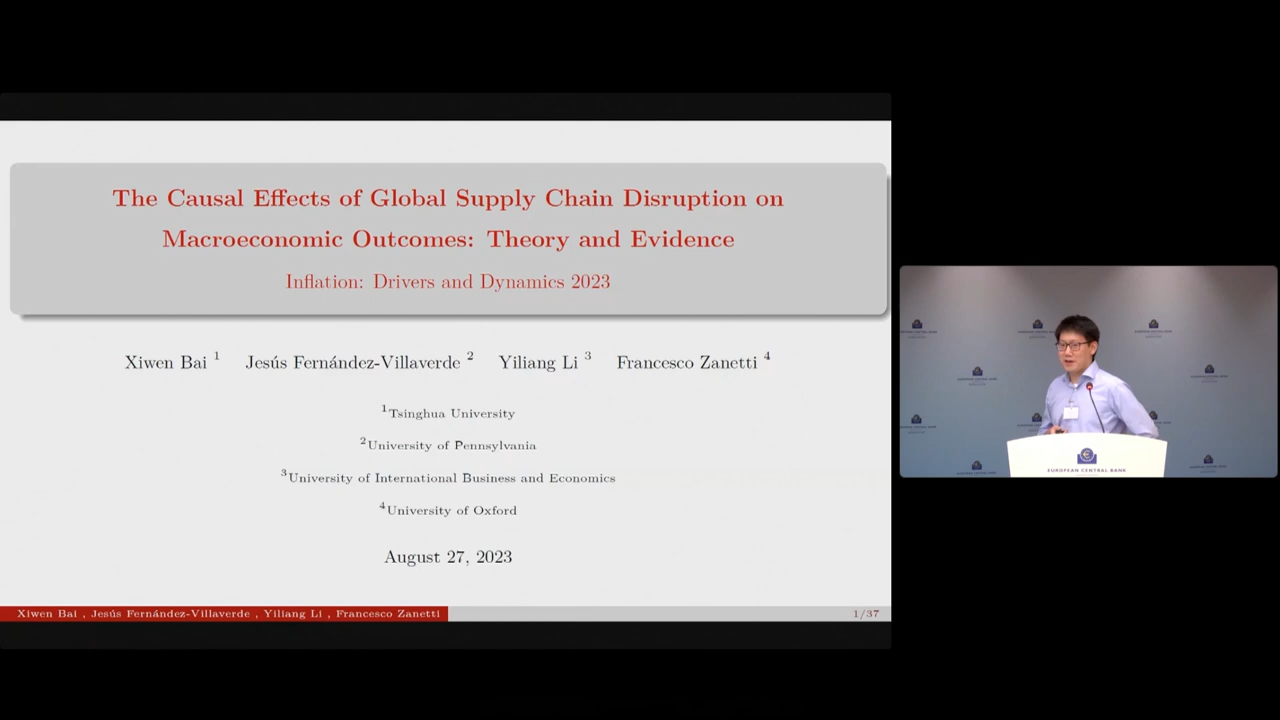 The Causal Effects of Global Supply Chain Disruption on
Macroeconomic Outcomes: Theory and Evidence
Inflation: Drivers and Dynamics 2023
Xiwen Bai 1 Jesús Fernández-Villaverde 2 Yiliang Li 3 Francesco Zanetti 4
1Tsinghua University
2University of Pennsylvania
3University of International Business and Economics
4University of Oxford
August 27, 2023
Xiwen Bai , Jesús Fernández-Villaverde , Yiliang Li , Francesco Zanetti
1/37
EUROPEAN CENTRAL BANK